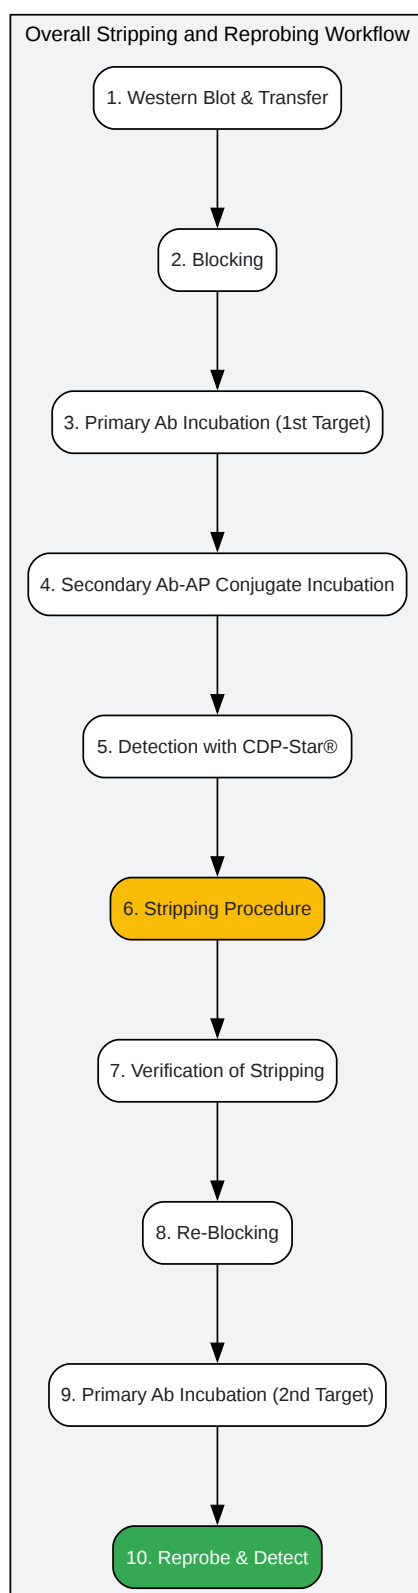 Overall Stripping and Reprobing Workflow
1. Western Blot & Transfer
2. Blocking
3. Primary Ab Incubation (1st Target)
4. Secondary Ab-AP Conjugate Incubation
5. Detection with CDP-Star®
6. Stripping Procedure
7. Verification of Stripping
8. Re-Blocking
9. Primary Ab Incubation (2nd Target)
10. Reprobe & Detect